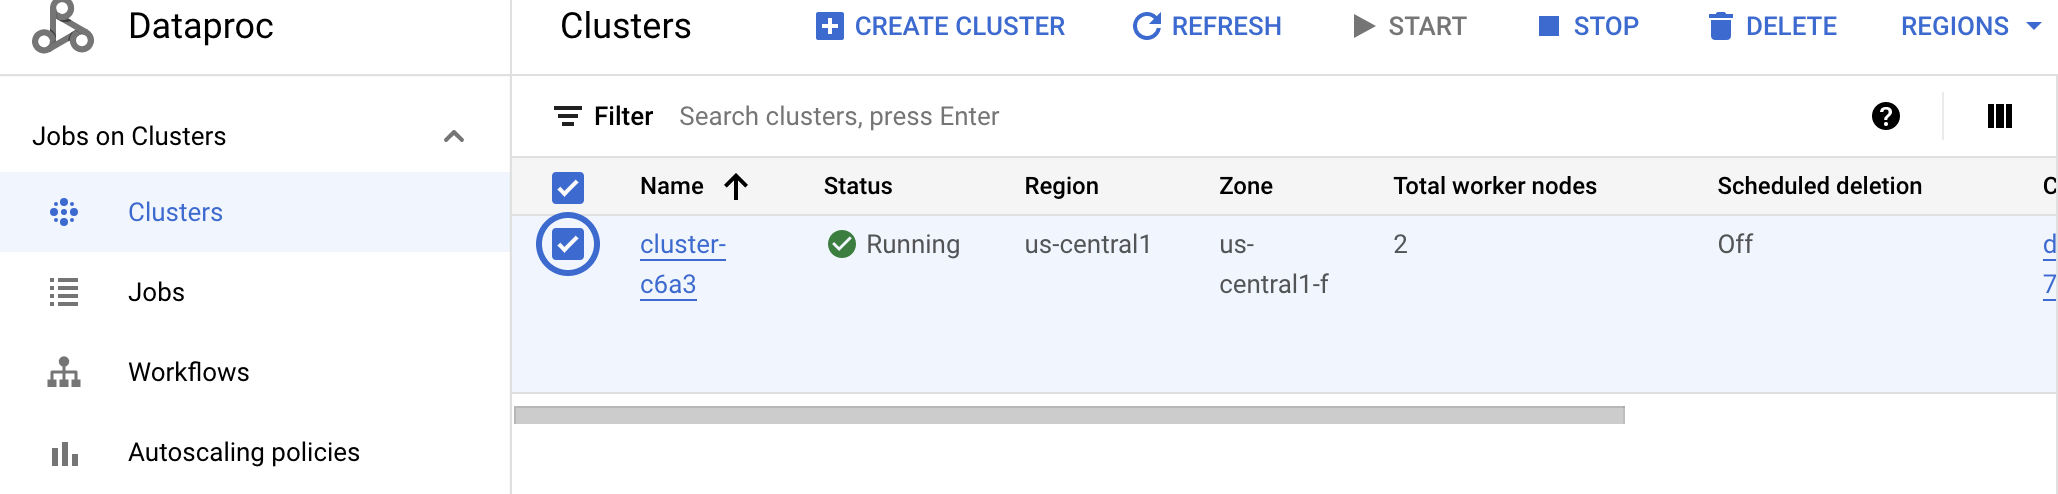 Dataproc
Clusters
CREATE CLUSTER
REFRESH
START
STOP
DELETE
REGIONS
Jobs on Clusters
Clusters
Jobs
Workflows
Autoscaling policies
Filter Search clusters, press Enter
Name Status Region Zone Total worker nodes Scheduled deletion C
cluster- Running us-central1 us- 2 Off d
c6a3 central1-f 7